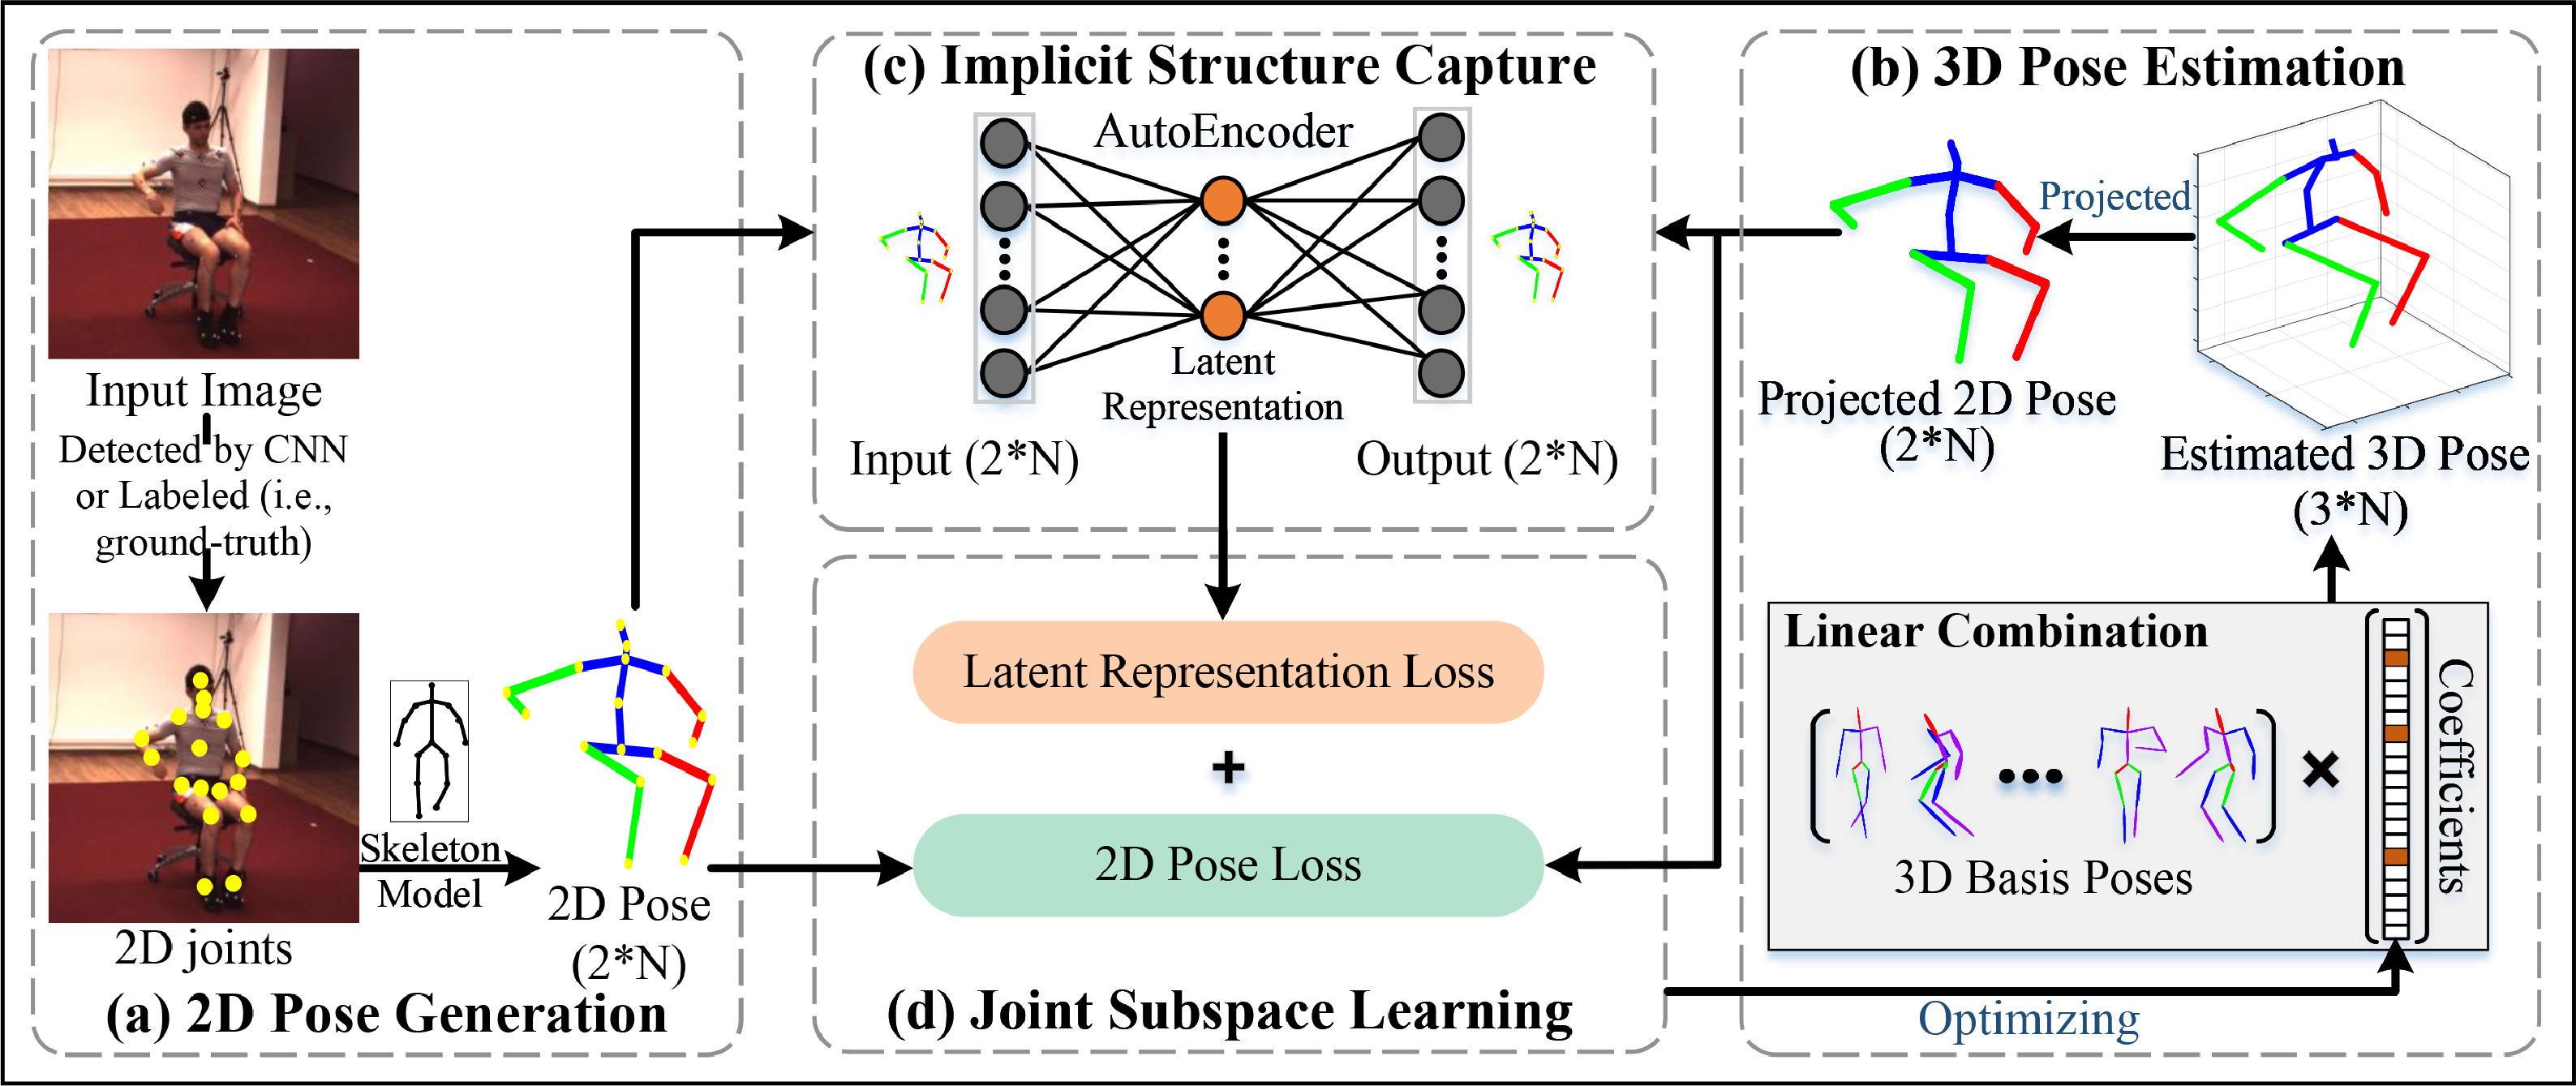 Input Image
Detected by CNN
or Labeled (i.e.,
ground-truth)
2D joints
Skeleton
Model
2D Pose
(2*N)
(a) 2D Pose Generation
(c) Implicit Structure Capture
AutoEncoder
Latent
Representation
Input (2*N)
Output (2*N)
Latent Representation Loss
+
2D Pose Loss
(d) Joint Subspace Learning
(b) 3D Pose Estimation
Projected
Projected 2D Pose
(2*N)
Estimated 3D Pose
(3*N)
Linear Combination
×
Coefficients
3D Basis Poses
Optimizing